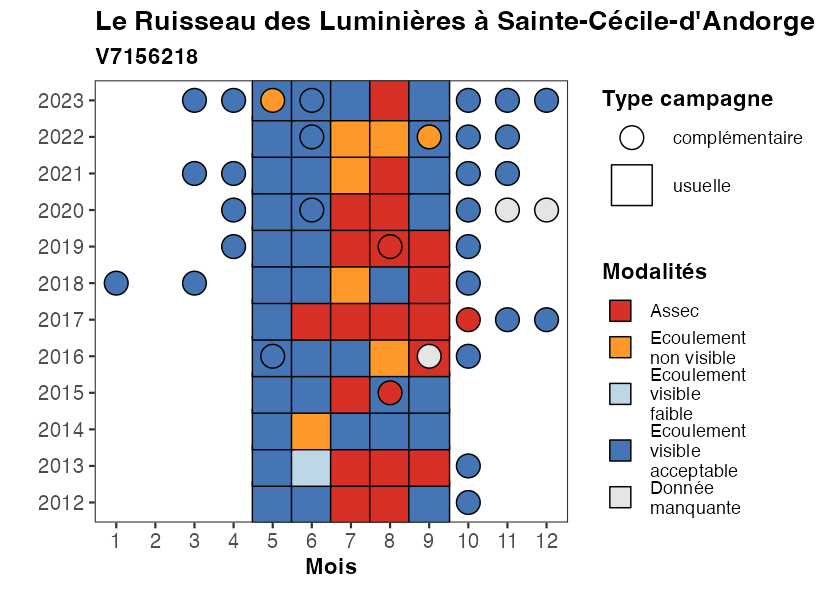 Le Ruisseau des Luminières à Sainte-Cécile-d'Andorge
V7156218
2023
2022
2021
2020
2019
2018
2017
2016
2015
2014
2013
2012
1 2 3 4 5 6 7 8 9 10 11 12
Mois
Type campagne
complémentaire
usuelle
Modalités
Assec
Ecoulement
non visible
Ecoulement
visible
faible
Ecoulement
visible
acceptable
Donnée
manquante